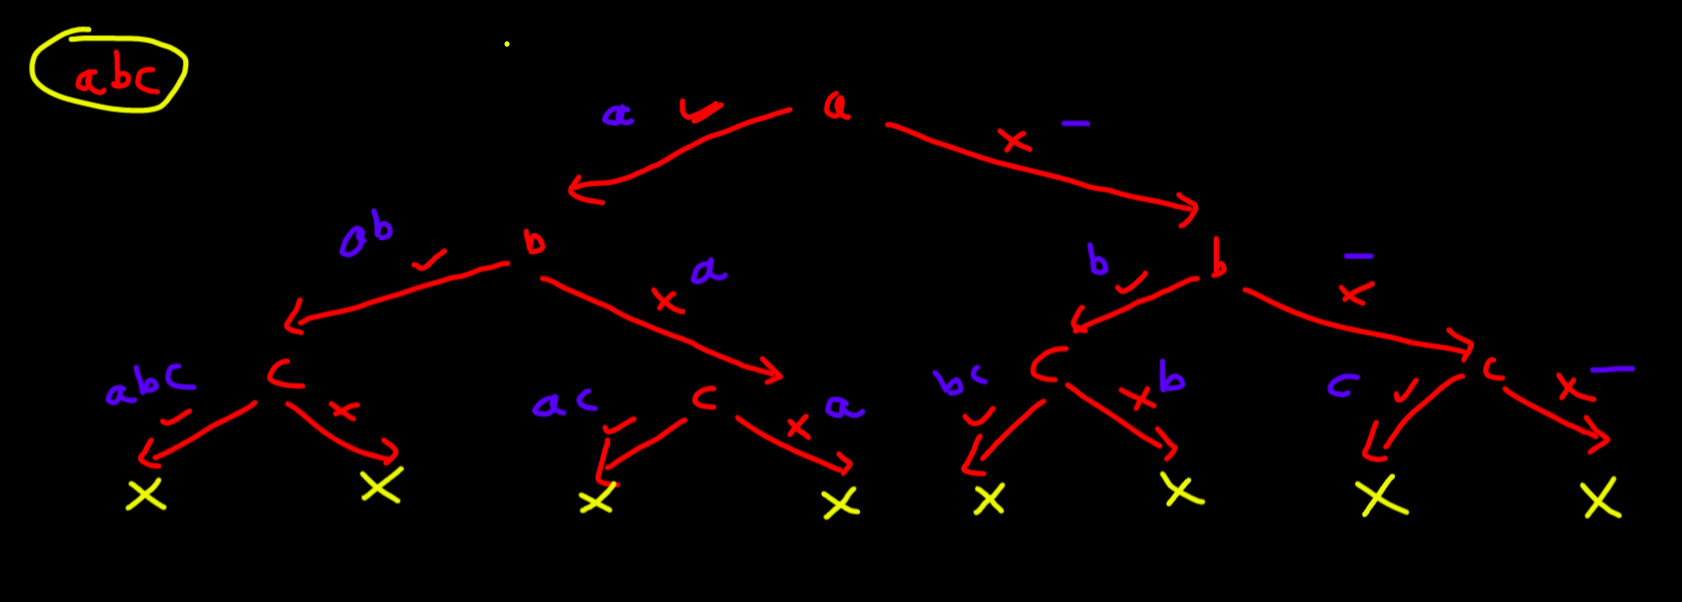 abc
a ✓ a × –
ab ✓ b × a b ✓ b × –
abc ✓ c × ac ✓ c × a bc ✓ c × b c ✓ c × –
× × × × × × × ×